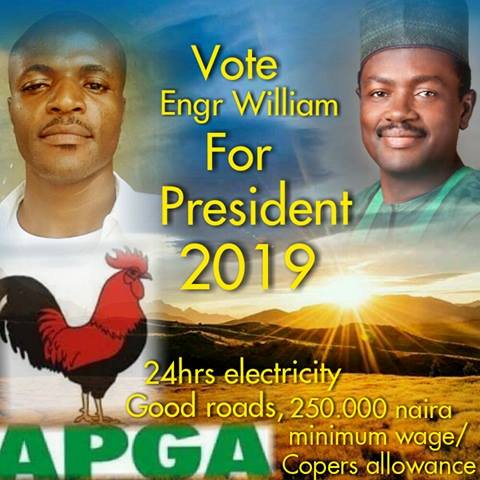 Vote
Engr William
For
President
2019
24hrs electricity
Good roads, 250.000 naira
minimum wage/
Copers allowance
APGA